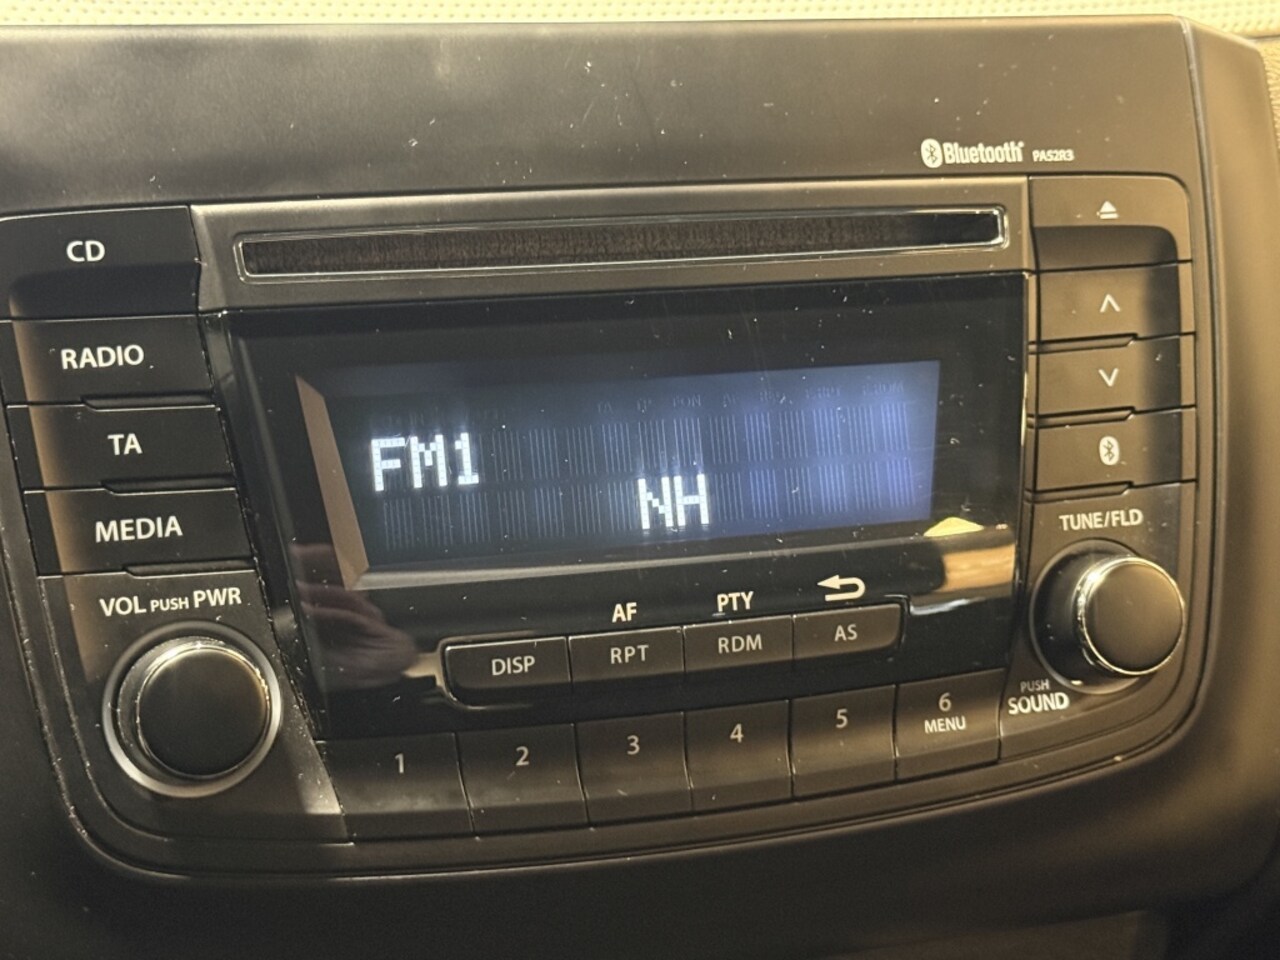 Bluetooth® PA52R3
CD
RADIO
TA
MEDIA
VOL PUSH PWR
FM1
NH
TUNE/FLD
AF
PTY
DISP
RPT
RDM
AS
PUSH
SOUND
1
2
3
4
5
6
MENU